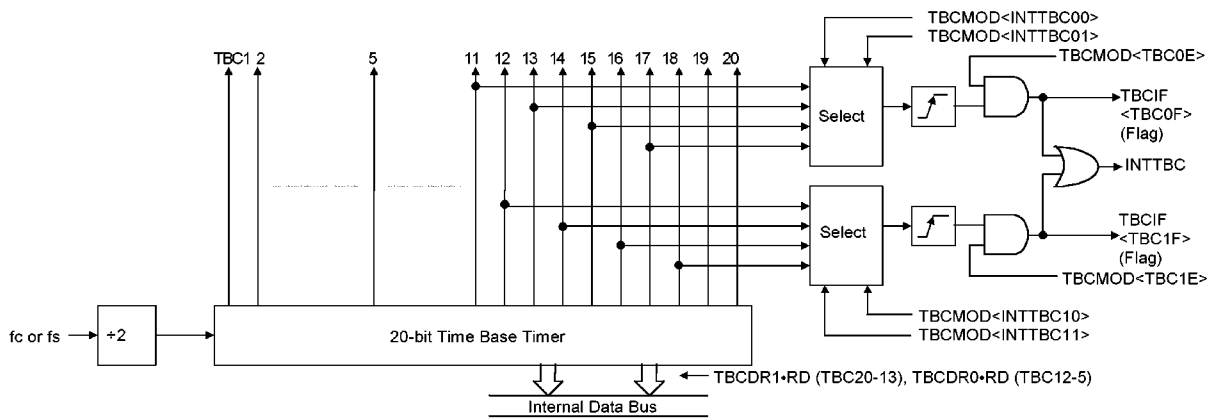 TBCMOD<INTTBC00>
TBCMOD<INTTBC01>
TBC1 2 5 11 12 13 14 15 16 17 18 19 20
TBCMOD<TBC0E>
Select
TBCIF
<TBC0F>
(Flag)
INTTBC
Select
TBCIF
<TBC1F>
(Flag)
TBCMOD<TBC1E>
TBCMOD<INTTBC10>
TBCMOD<INTTBC11>
fc or fs
÷2
20-bit Time Base Timer
TBCDR1•RD (TBC20-13), TBCDR0•RD (TBC12-5)
Internal Data Bus